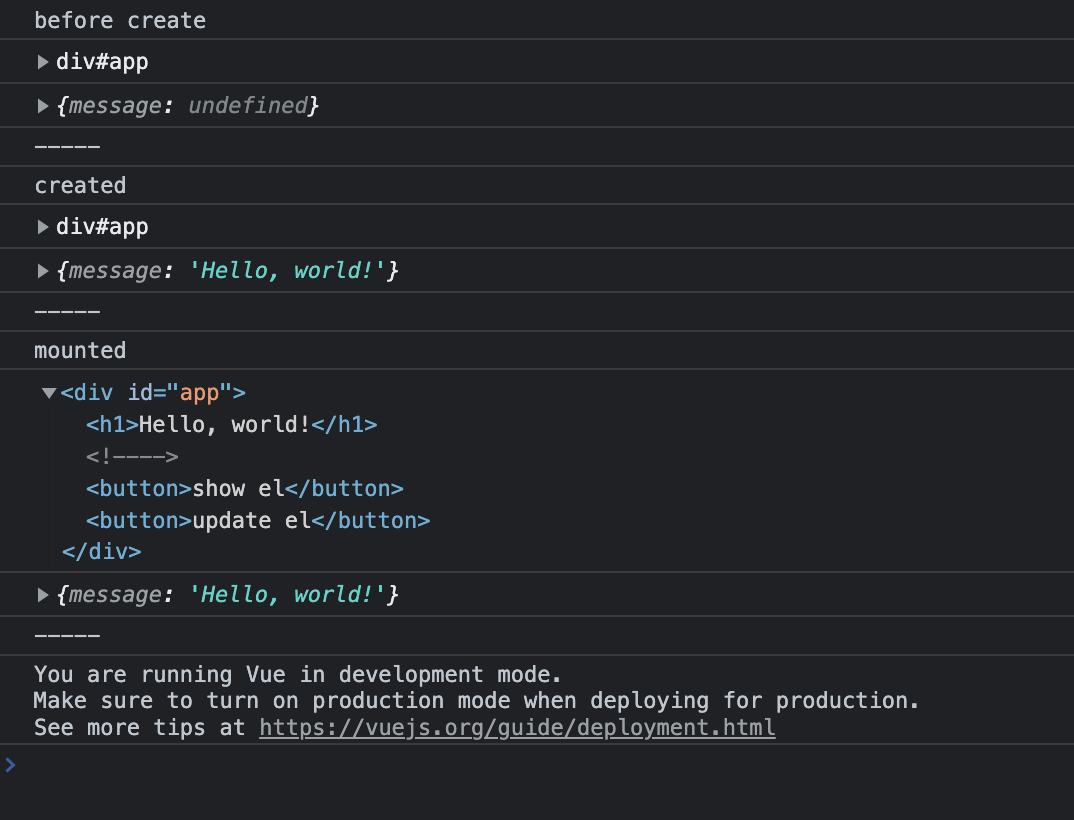 before create
div#app
{message: undefined}
-----
created
div#app
{message: 'Hello, world!'}
-----
mounted
<div id="app">
<h1>Hello, world!</h1>
<!---->
<button>show el</button>
<button>update el</button>
</div>
{message: 'Hello, world!'}
-----
You are running Vue in development mode.
Make sure to turn on production mode when deploying for production.
See more tips at https://vuejs.org/guide/deployment.html